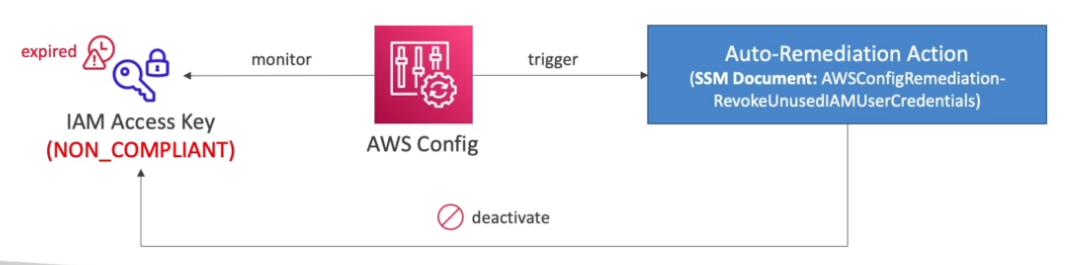 expired
monitor
trigger
Auto-Remediation Action
(SSM Document: AWSConfigRemediation-
RevokeUnusedIAMUserCredentials)
IAM Access Key
(NON_COMPLIANT)
AWS Config
deactivate